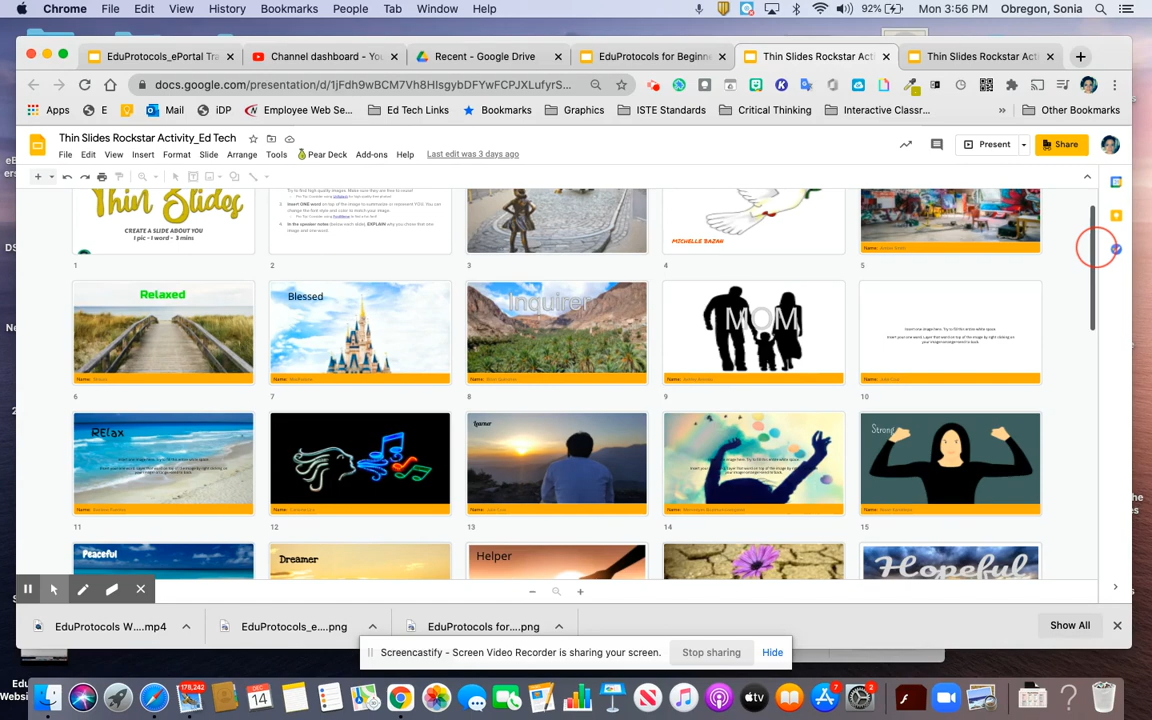 Chrome File Edit View History Bookmarks People Tab Window Help 92% Mon 3:56 PM Obregon, Sonia
EduProtocols_ePortal Tra
Channel dashboard - You
Recent - Google Drive
EduProtocols for Beginne
Thin Slides Rockstar Act
Thin Slides Rockstar Acti
docs.google.com/presentation/d/1jFdh9wBCM7Vh8HIsgybDFYwFCPJXLufyrS...
Apps E Mail iDP Employee Web Se... Ed Tech Links Bookmarks Graphics ISTE Standards Critical Thinking Interactive Classr... » Other Bookmarks
Thin Slides Rockstar Activity_Ed Tech
File Edit View Insert Format Slide Arrange Tools Pear Deck Add-ons Help Last edit was 3 days ago
Present
Share
Thin Slides
CREATE A SLIDE ABOUT YOU
1 pic - 1 word - 3 mins
MICHELLE BAZAN
1 2 3 4 5
Relaxed
Blessed
Inquirer
MOM
6 7 8 9 10
RElax
Learner
Strong
11 12 13 14 15
Peaceful
Dreamer
Helper
Hopeful
EduProtocols W....mp4
EduProtocols_e....png
EduProtocols for....png
Show All
Screencastify - Screen Video Recorder is sharing your screen.
Stop sharing
Hide
178,242
DEC
14
7
2